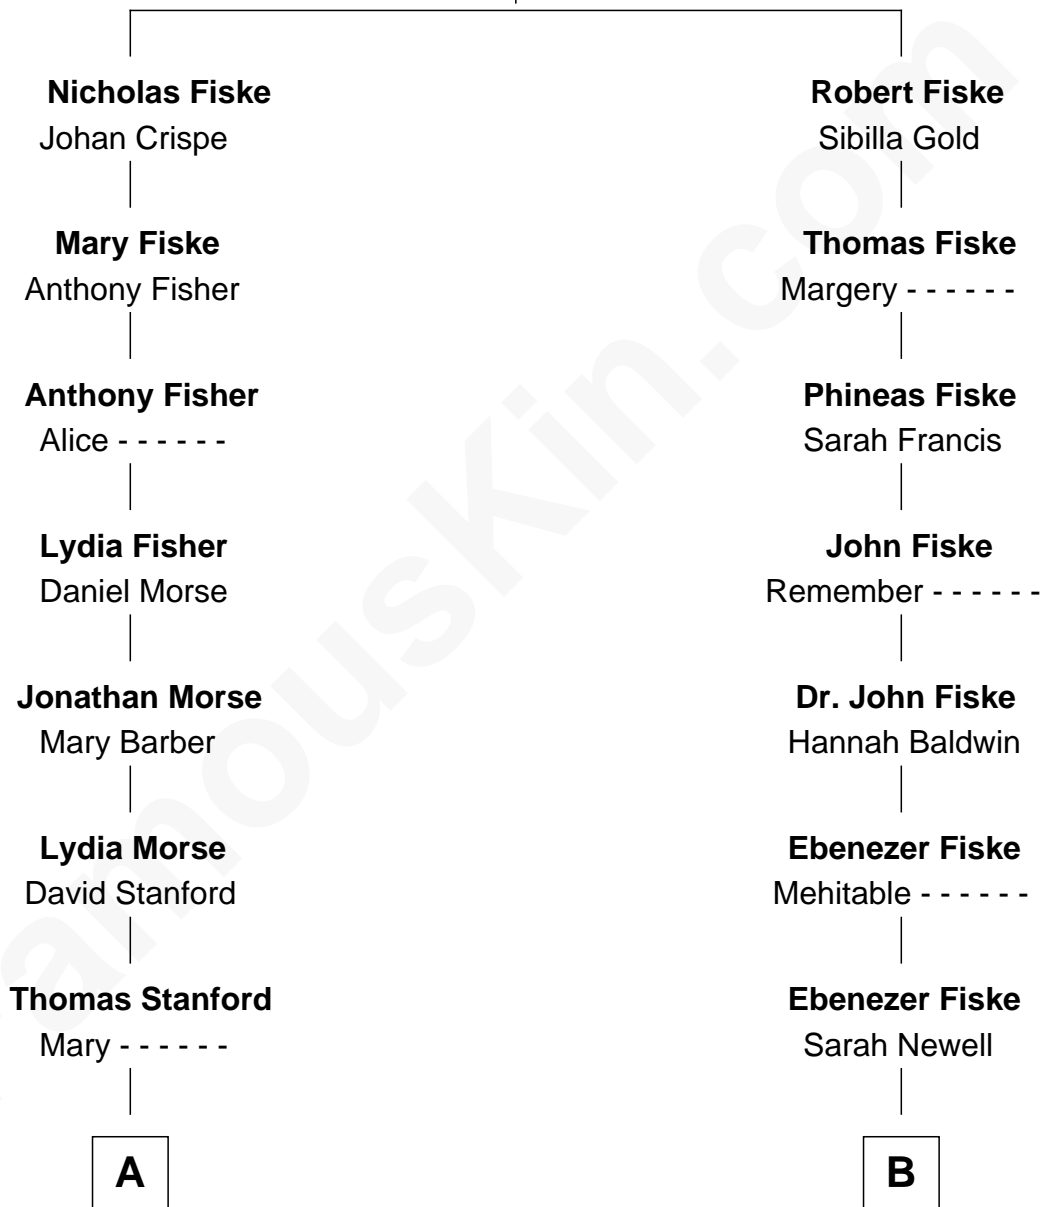 Nicholas Fiske
Johan Crispe
Mary Fiske
Anthony Fisher
Anthony Fisher
Alice - - - - - -
Lydia Fisher
Daniel Morse
Jonathan Morse
Mary Barber
Lydia Morse
David Stanford
Thomas Stanford
Mary - - - - - -
A
Robert Fiske
Sibilla Gold
Thomas Fiske
Margery - - - - - -
Phineas Fiske
Sarah Francis
John Fiske
Remember - - - - - -
Dr. John Fiske
Hannah Baldwin
Ebenezer Fiske
Mehitable - - - - - -
Ebenezer Fiske
Sarah Newell
B
amouskin.com